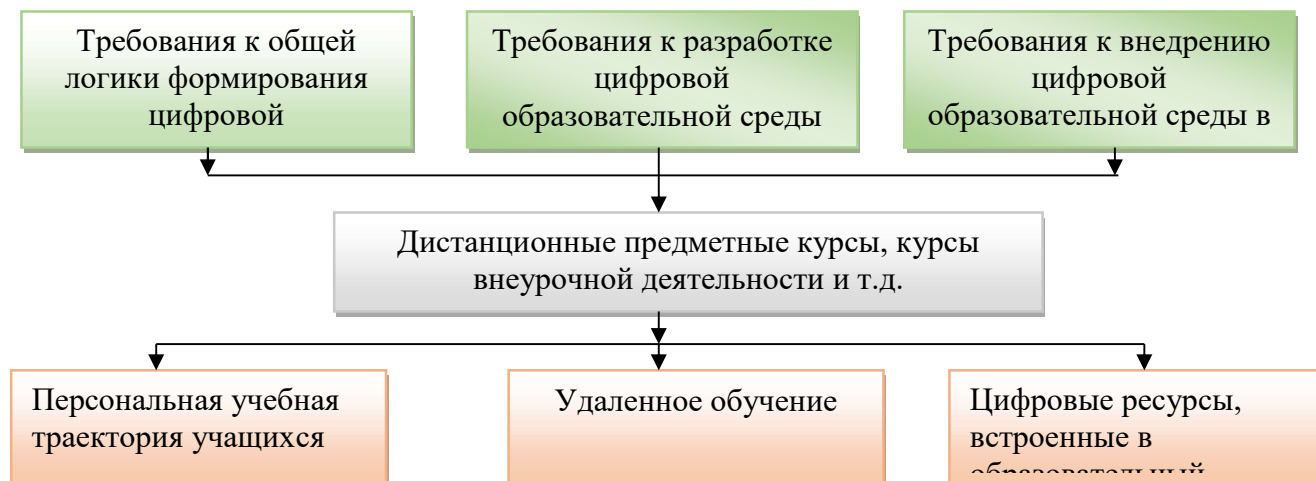 Требования к общей
логики формирования
цифровой
Требования к разработке
цифровой
образовательной среды
Требования к внедрению
цифровой
образовательной среды в
Дистанционные предметные курсы, курсы
внеурочной деятельности и т.д.
Персональная учебная
траектория учащихся
Удаленное обучение
Цифровые ресурсы,
встроенные в
образовательный